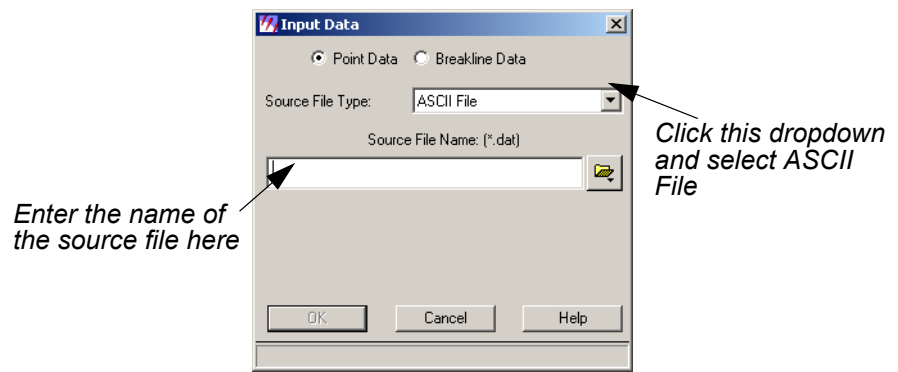 Input Data
Point Data Breakline Data
Source File Type: ASCII File
Source File Name: (*.dat)
Click this dropdown
and select ASCII
File
Enter the name of
the source file here
OK Cancel Help